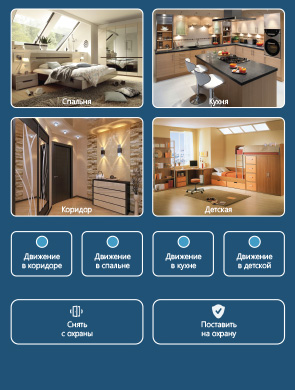 Спальня
Кухня
Коридор
Детская
Движение
в коридоре
Движение
в спальне
Движение
в кухне
Движение
в детской
Снять
с охраны
Поставить
на охрану